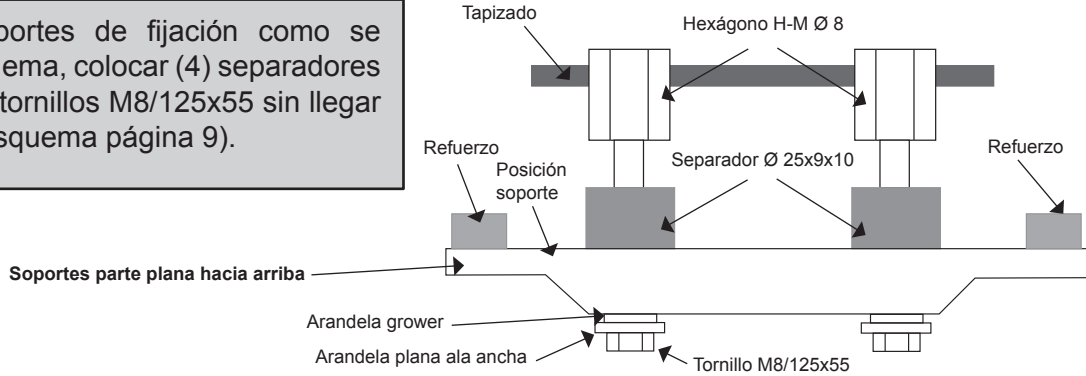 portes de fijación como se
ema, colocar (4) separadores
tornillos M8/125x55 sin llegar
squema página 9).
Tapizado
Hexágono H-M Ø 8
Refuerzo
Posición
soporte
Separador Ø 25x9x10
Refuerzo
Soportes parte plana hacia arriba
Arandela grower
Arandela plana ala ancha
Tornillo M8/125x55